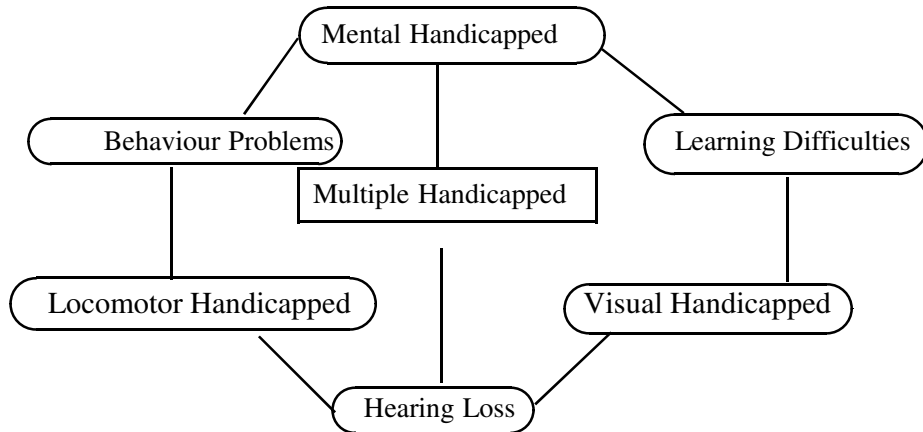 Mental Handicapped
Behaviour Problems
Learning Difficulties
Multiple Handicapped
Locomotor Handicapped
Visual Handicapped
Hearing Loss